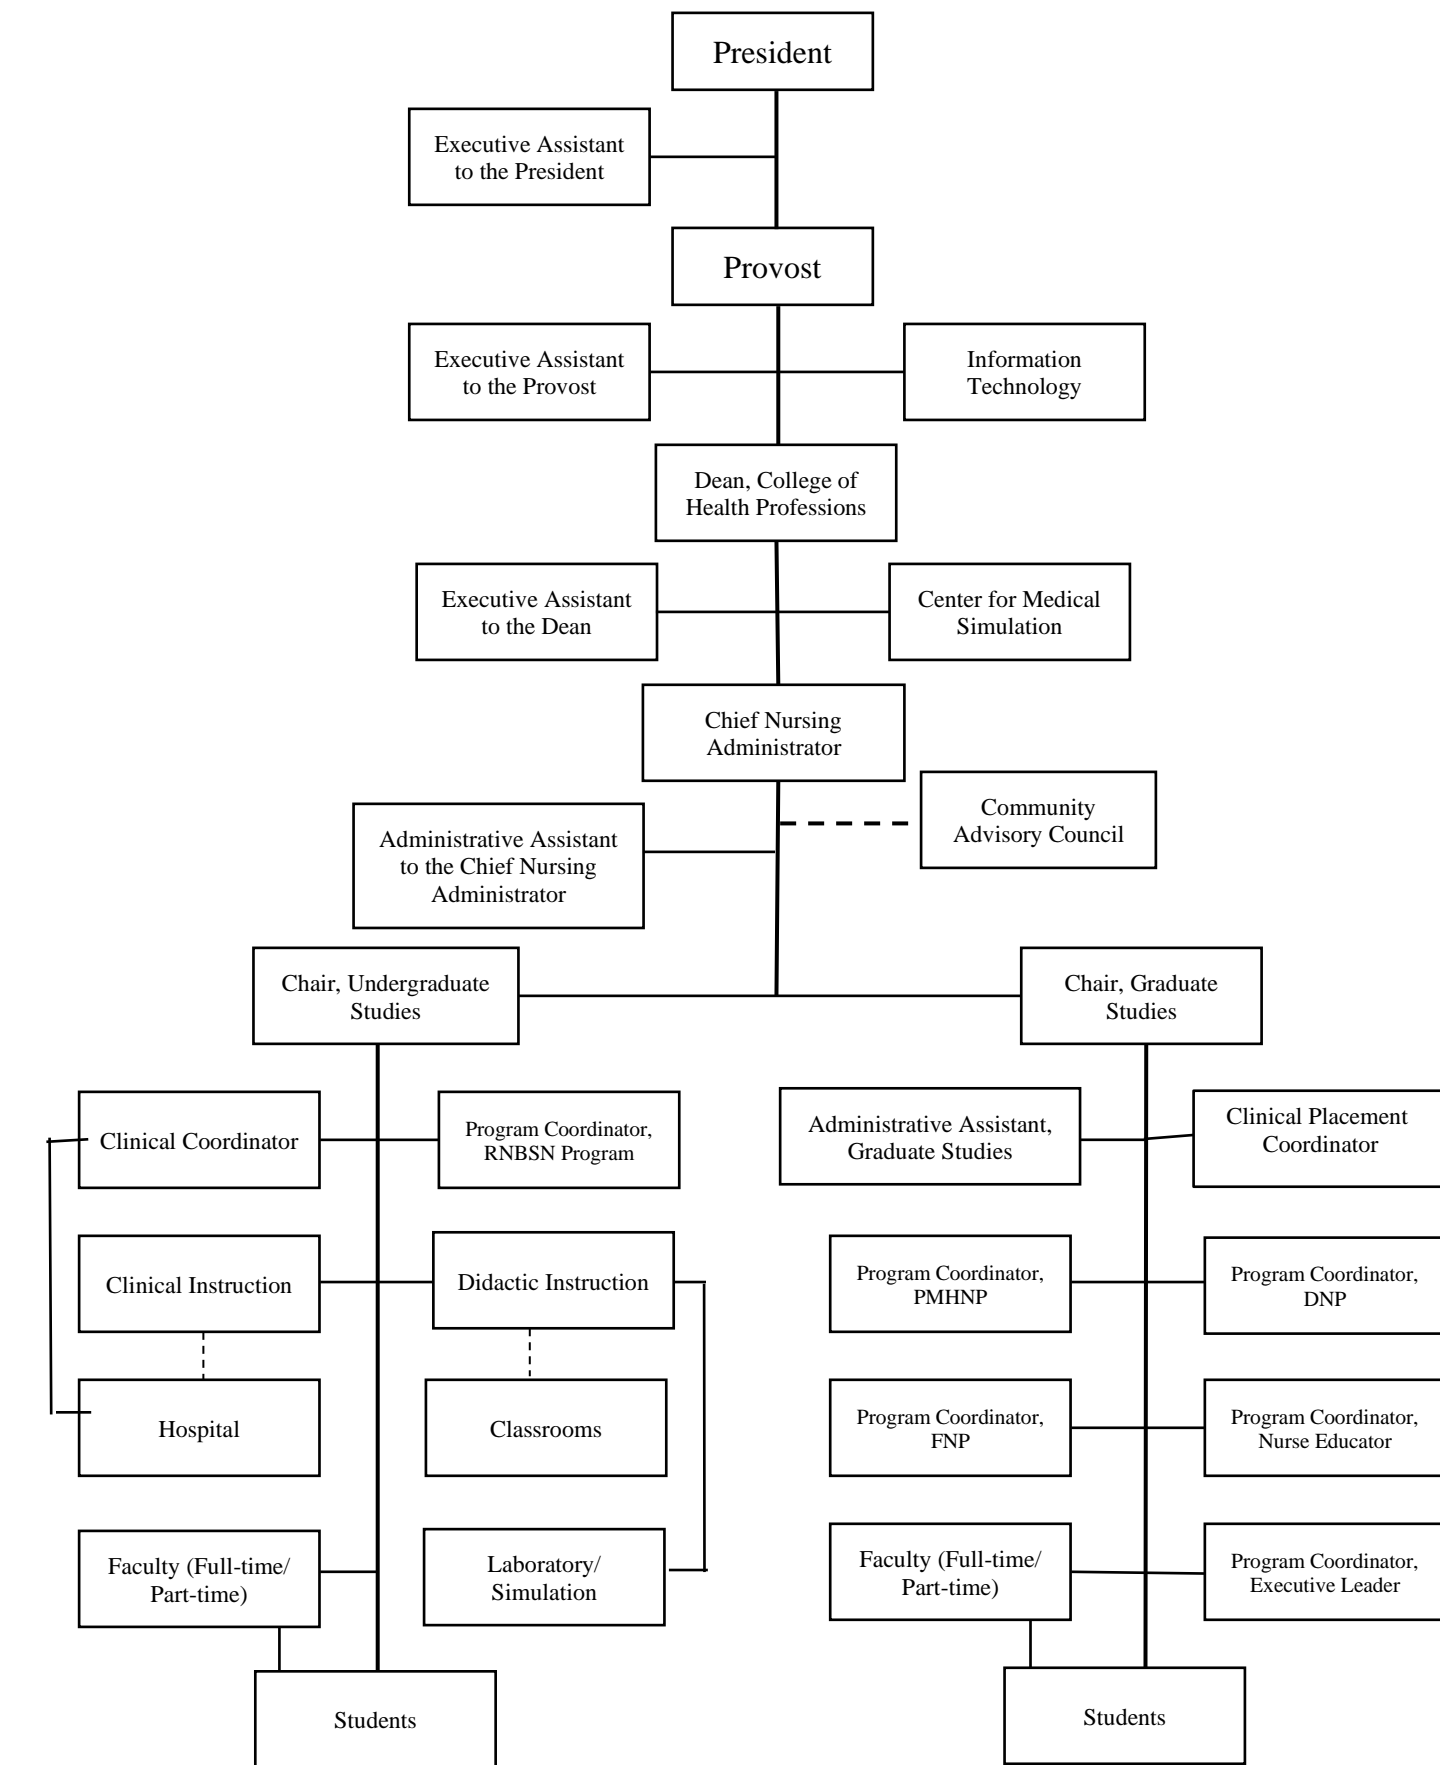 President
Executive Assistant
to the President
Provost
Executive Assistant
to the Provost
Information
Technology
Dean, College of
Health Professions
Executive Assistant
to the Dean
Center for Medical
Simulation
Chief Nursing
Administrator
Community
Advisory Council
Administrative Assistant
to the Chief Nursing
Administrator
Chair, Undergraduate
Studies
Chair, Graduate
Studies
Clinical Coordinator
Program Coordinator,
RNBSN Program
Administrative Assistant,
Graduate Studies
Clinical Placement
Coordinator
Clinical Instruction
Didactic Instruction
Program Coordinator,
PMHNP
Program Coordinator,
DNP
Hospital
Classrooms
Program Coordinator,
FNP
Program Coordinator,
Nurse Educator
Faculty (Full-time/
Part-time)
Laboratory/
Simulation
Faculty (Full-time/
Part-time)
Program Coordinator,
Executive Leader
Students
Students